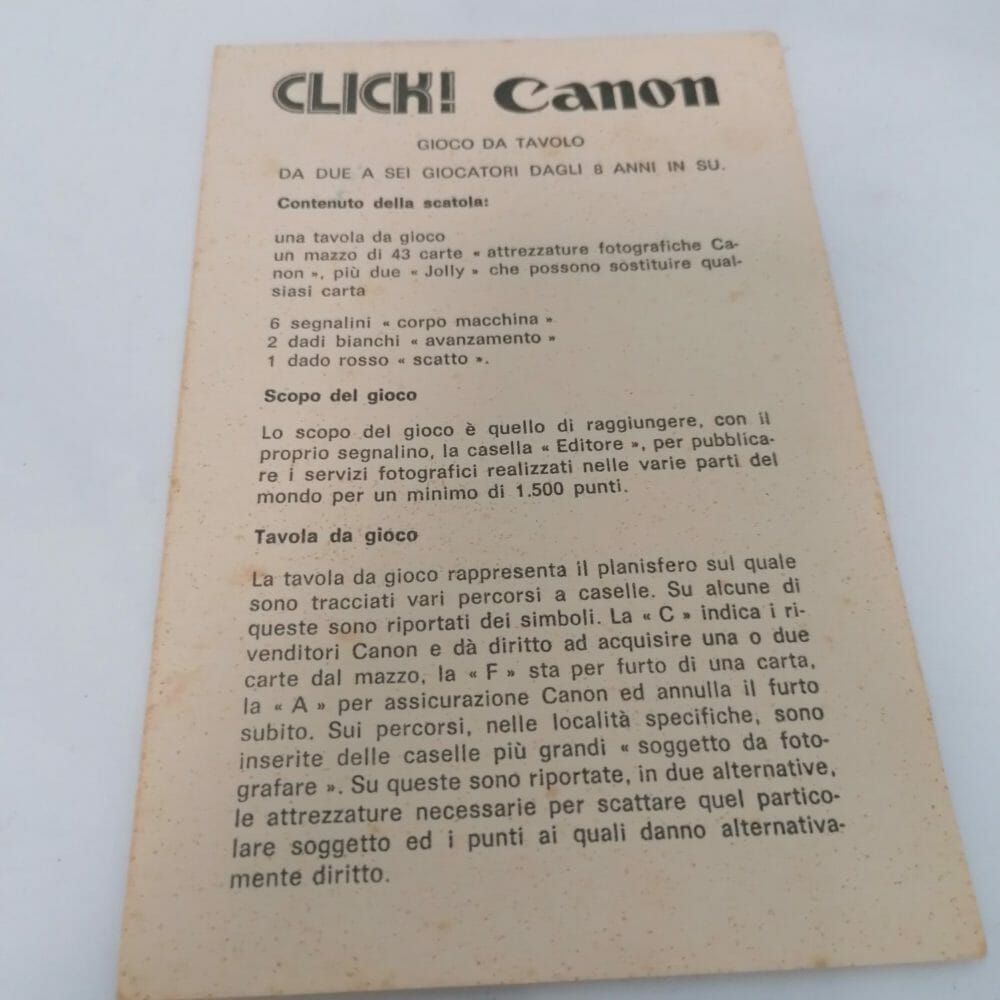 CLICK! Canon
GIOCO DA TAVOLO
DA DUE A SEI GIOCATORI DAGLI 8 ANNI IN SU.
Contenuto della scatola:
una tavola da gioco
un mazzo di 43 carte « attrezzature fotografiche Ca-
non », più due « Jolly » che possono sostituire qual-
siasi carta
6 segnalini « corpo macchina »
2 dadi bianchi « avanzamento »
1 dado rosso « scatto ».
Scopo del gioco
Lo scopo del gioco è quello di raggiungere, con il
proprio segnalino, la casella « Editore », per pubblica-
re i servizi fotografici realizzati nelle varie parti del
mondo per un minimo di 1.500 punti.
Tavola da gioco
La tavola da gioco rappresenta il planisfero sul quale
sono tracciati vari percorsi a caselle. Su alcune di
queste sono riportati dei simboli. La « C » indica i ri-
venditori Canon e dà diritto ad acquisire una o due
carte dal mazzo, la « F » sta per furto di una carta,
la « A » per assicurazione Canon ed annulla il furto
subito. Sui percorsi, nelle località specifiche, sono
inserite delle caselle più grandi « soggetto da foto-
grafare ». Su queste sono riportate, in due alternative,
le attrezzature necessarie per scattare quel partico-
lare soggetto ed i punti ai quali danno alternativa-
mente diritto.